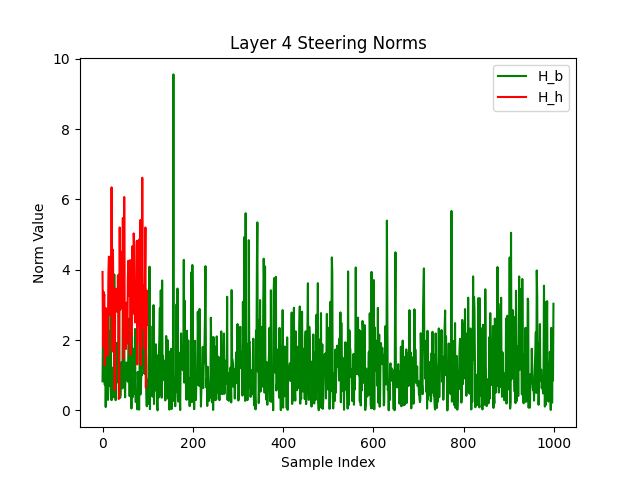 Layer 4 Steering Norms
Norm Value
10
8
6
4
2
0
0 200 400 600 800 1000
Sample Index
H_b
H_h